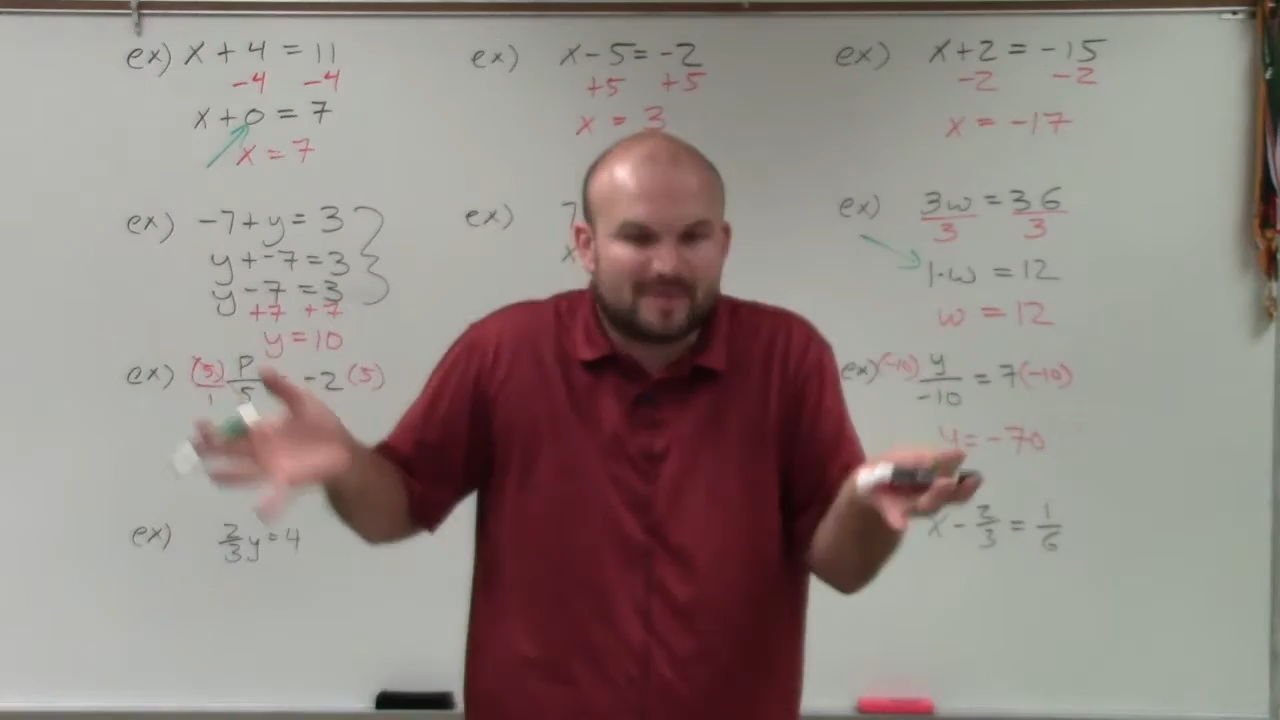 ex) x + 4 = 11
-4 -4
x + 0 = 7
x = 7
ex) x - 5 = -2
+5 +5
x = 3
ex) x + 2 = -15
-2 -2
x = -17
ex) -7 + y = 3
y + -7 = 3
y - 7 = 3
+7 +7
y = 10
ex) 7
x
ex) 3w = 36
3 3
1·w = 12
w = 12
ex) (5)/1 P/5 -2 (5)
ex) (-10) y/-10 = 7 (-10)
y = -70
ex) 2/3 y = 4
x - 2/3 = 1/6